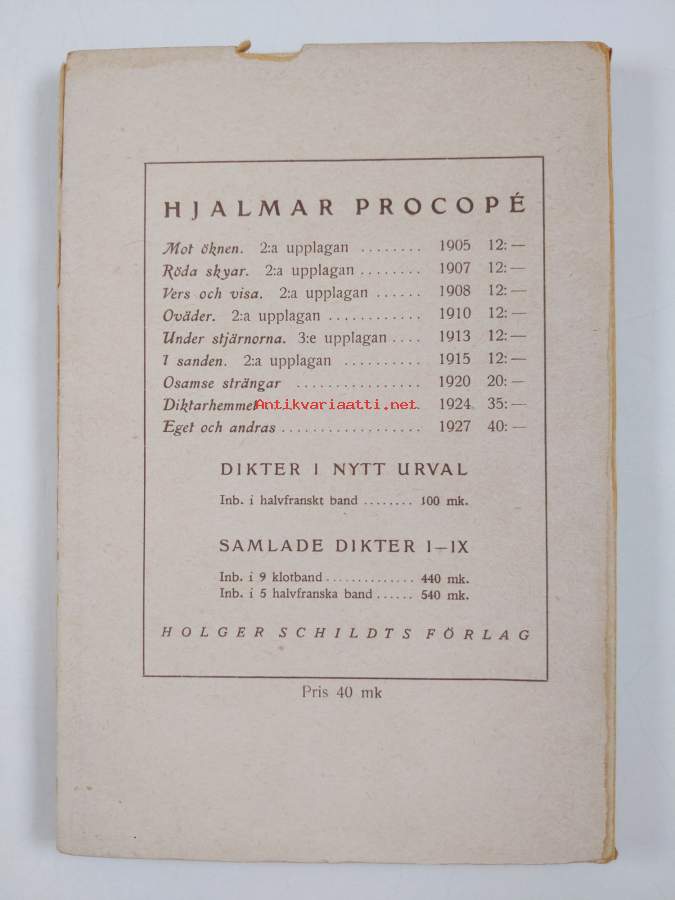 HJALMAR PROCOPÉ
Mot öknen. 2:a upplagan ........ 1905 12:—
Röda skyar. 2:a upplagan ........ 1907 12:—
Vers och visa. 2:a upplagan ...... 1908 12:—
Oväder. 2:a upplagan ............ 1910 12:—
Under stjärnorna. 3:e upplagan .... 1913 12:—
I sanden. 2:a upplagan .......... 1915 12:—
Osamse strängar ................ 1920 20:—
Diktarhemmet 1924 35:—
Antikvariaatti.net
Eget och andras .................. 1927 40:—
DIKTER I NYTT URVAL
Inb. i halvfranskt band ........ 100 mk.
SAMLADE DIKTER I—IX
Inb. i 9 klotband .............. 440 mk.
Inb. i 5 halvfranska band ...... 540 mk.
HOLGER SCHILDTS FÖRLAG
Pris 40 mk